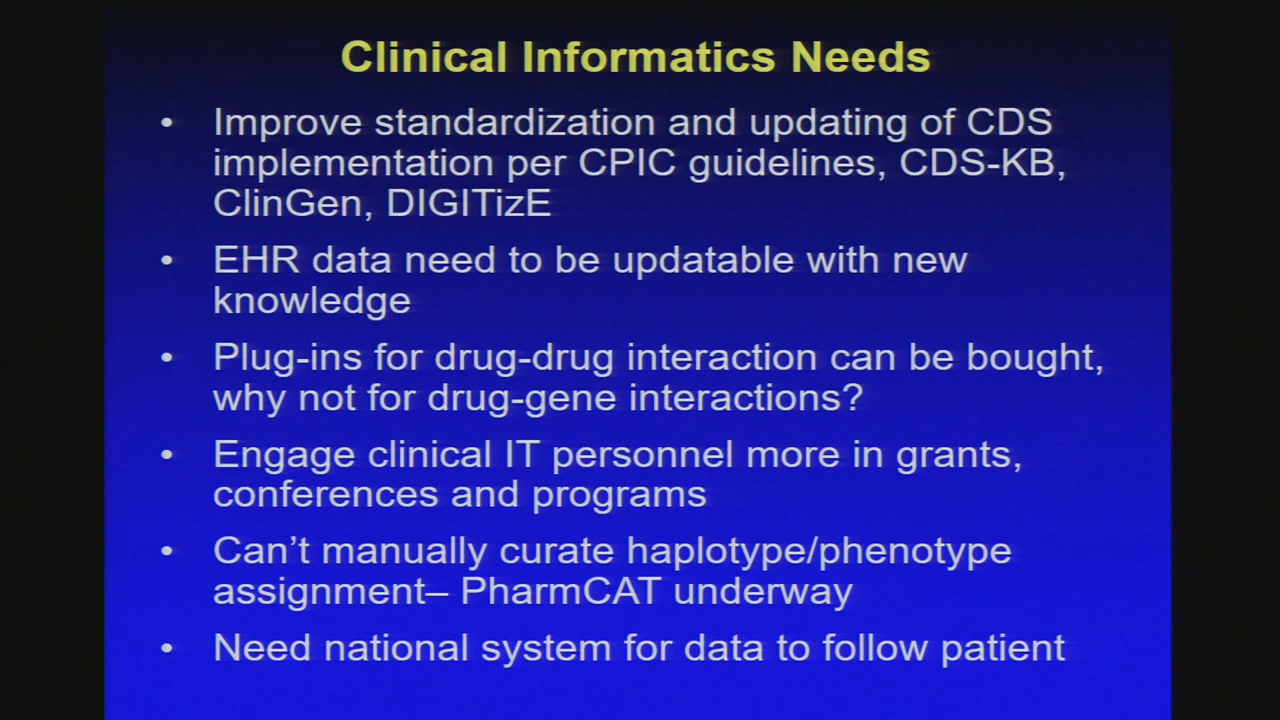 Clinical Informatics Needs
• Improve standardization and updating of CDS
implementation per CPIC guidelines, CDS-KB,
ClinGen, DIGITizE
• EHR data need to be updatable with new
knowledge
• Plug-ins for drug-drug interaction can be bought,
why not for drug-gene interactions?
• Engage clinical IT personnel more in grants,
conferences and programs
• Can’t manually curate haplotype/phenotype
assignment– PharmCAT underway
• Need national system for data to follow patient